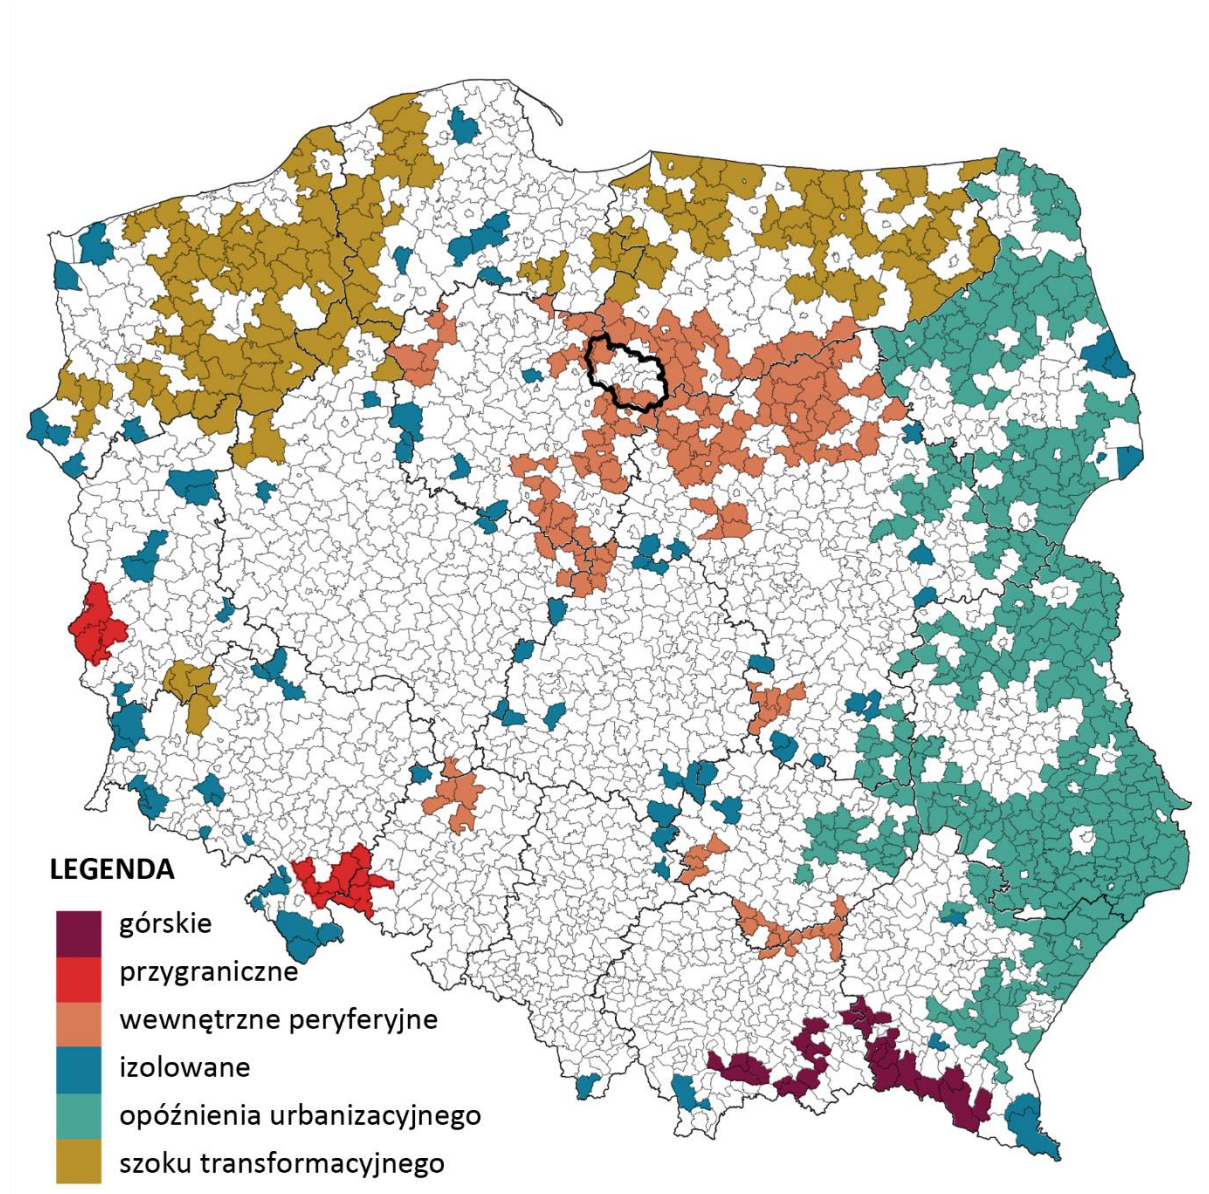 LEGENDA
górskie
przygraniczne
wewnętrzne peryferyjne
izolowane
opóźnienia urbanizacyjnego
szoku transformacyjnego